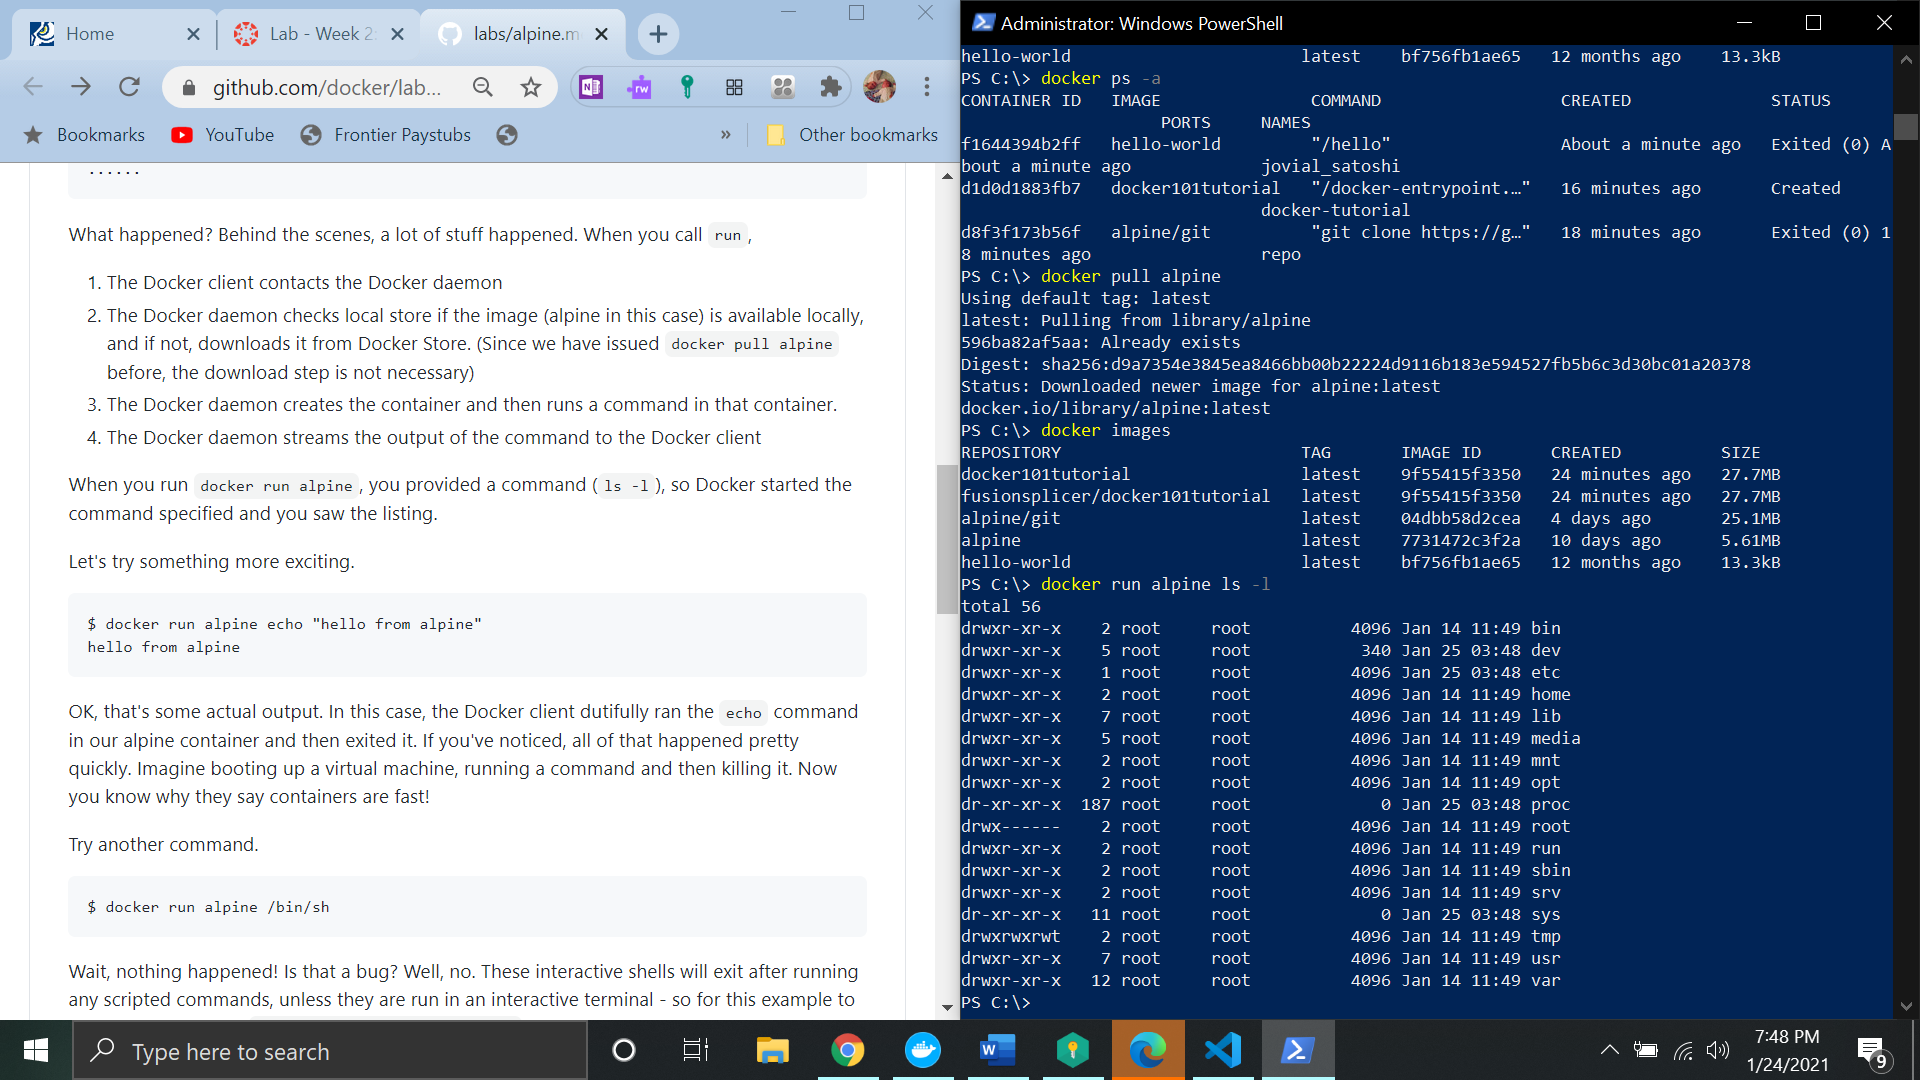 Home
Lab - Week 2
labs/alpine.m
github.com/docker/lab...
Bookmarks
YouTube
Frontier Paystubs
»
Other bookmarks
......
What happened? Behind the scenes, a lot of stuff happened. When you call run,
1. The Docker client contacts the Docker daemon
2. The Docker daemon checks local store if the image (alpine in this case) is available locally,
and if not, downloads it from Docker Store. (Since we have issued docker pull alpine
before, the download step is not necessary)
3. The Docker daemon creates the container and then runs a command in that container.
4. The Docker daemon streams the output of the command to the Docker client
When you run docker run alpine, you provided a command (ls -l), so Docker started the
command specified and you saw the listing.
Let's try something more exciting.
$ docker run alpine echo "hello from alpine"
hello from alpine
OK, that's some actual output. In this case, the Docker client dutifully ran the echo command
in our alpine container and then exited it. If you've noticed, all of that happened pretty
quickly. Imagine booting up a virtual machine, running a command and then killing it. Now
you know why they say containers are fast!
Try another command.
$ docker run alpine /bin/sh
Wait, nothing happened! Is that a bug? Well, no. These interactive shells will exit after running
any scripted commands, unless they are run in an interactive terminal - so for this example to
Administrator: Windows PowerShell
hello-world latest bf756fb1ae65 12 months ago 13.3kB
PS C:\> docker ps -a
CONTAINER ID IMAGE COMMAND CREATED STATUS
PORTS NAMES
f1644394b2ff hello-world "/hello" About a minute ago Exited (0) A
bout a minute ago jovial_satoshi
d1d0d1883fb7 docker101tutorial "/docker-entrypoint.…" 16 minutes ago Created
docker-tutorial
d8f3f173b56f alpine/git "git clone https://g…" 18 minutes ago Exited (0) 1
8 minutes ago repo
PS C:\> docker pull alpine
Using default tag: latest
latest: Pulling from library/alpine
596ba82af5aa: Already exists
Digest: sha256:d9a7354e3845ea8466bb00b22224d9116b183e594527fb5b6c3d30bc01a20378
Status: Downloaded newer image for alpine:latest
docker.io/library/alpine:latest
PS C:\> docker images
REPOSITORY TAG IMAGE ID CREATED SIZE
docker101tutorial latest 9f55415f3350 24 minutes ago 27.7MB
fusionsplicer/docker101tutorial latest 9f55415f3350 24 minutes ago 27.7MB
alpine/git latest 04dbb58d2cea 4 days ago 25.1MB
alpine latest 7731472c3f2a 10 days ago 5.61MB
hello-world latest bf756fb1ae65 12 months ago 13.3kB
PS C:\> docker run alpine ls -l
total 56
drwxr-xr-x 2 root root 4096 Jan 14 11:49 bin
drwxr-xr-x 5 root root 340 Jan 25 03:48 dev
drwxr-xr-x 1 root root 4096 Jan 25 03:48 etc
drwxr-xr-x 2 root root 4096 Jan 14 11:49 home
drwxr-xr-x 7 root root 4096 Jan 14 11:49 lib
drwxr-xr-x 5 root root 4096 Jan 14 11:49 media
drwxr-xr-x 2 root root 4096 Jan 14 11:49 mnt
drwxr-xr-x 2 root root 4096 Jan 14 11:49 opt
dr-xr-xr-x 187 root root 0 Jan 25 03:48 proc
drwx------ 2 root root 4096 Jan 14 11:49 root
drwxr-xr-x 2 root root 4096 Jan 14 11:49 run
drwxr-xr-x 2 root root 4096 Jan 14 11:49 sbin
drwxr-xr-x 2 root root 4096 Jan 14 11:49 srv
dr-xr-xr-x 11 root root 0 Jan 25 03:48 sys
drwxrwxrwt 2 root root 4096 Jan 14 11:49 tmp
drwxr-xr-x 7 root root 4096 Jan 14 11:49 usr
drwxr-xr-x 12 root root 4096 Jan 14 11:49 var
PS C:\>
Type here to search
7:48 PM
1/24/2021
9